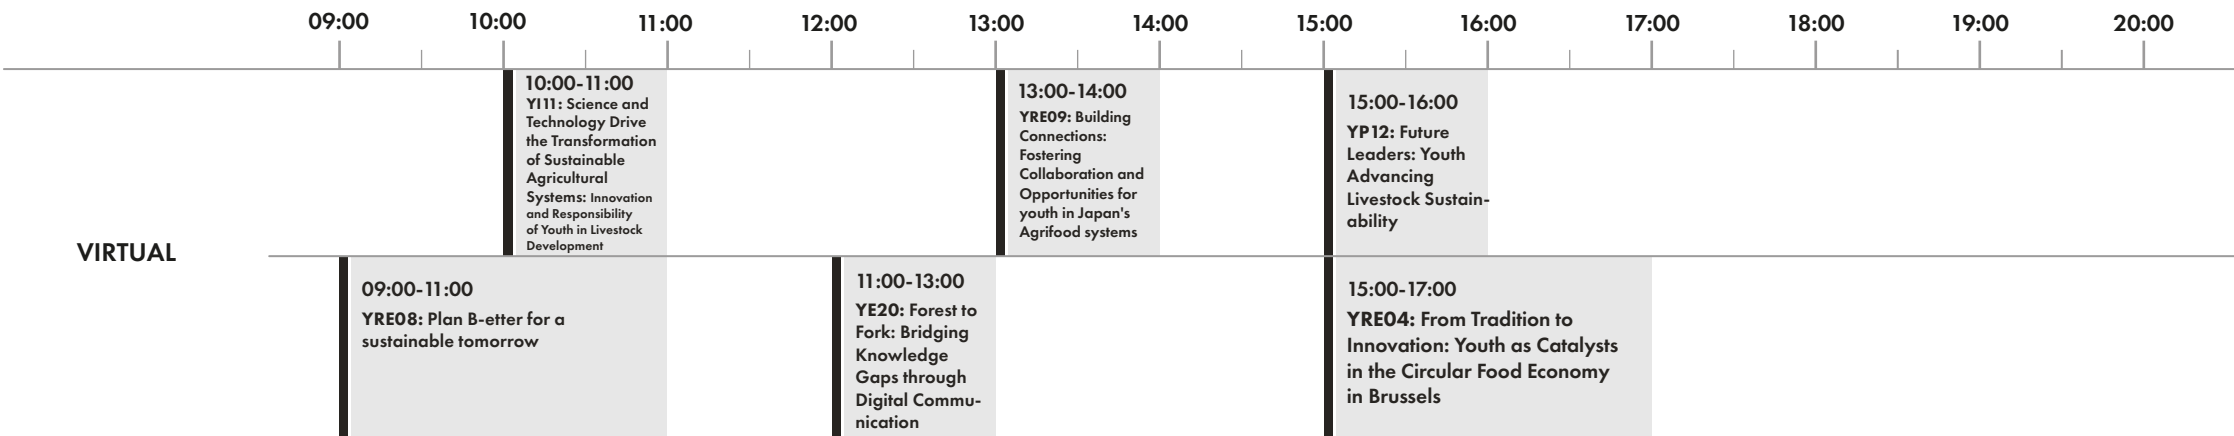 09:00 10:00 11:00 12:00 13:00 14:00 15:00 16:00 17:00 18:00 19:00 20:00
VIRTUAL
10:00-11:00
YI11: Science and
Technology Drive
the Transformation
of Sustainable
Agricultural
Systems: Innovation
and Responsibility
of Youth in Livestock
Development
13:00-14:00
YRE09: Building
Connections:
Fostering
Collaboration and
Opportunities for
youth in Japan's
Agrifood systems
15:00-16:00
YP12: Future
Leaders: Youth
Advancing
Livestock Sustain-
ability
09:00-11:00
YRE08: Plan B-etter for a
sustainable tomorrow
11:00-13:00
YE20: Forest to
Fork: Bridging
Knowledge
Gaps through
Digital Commu-
nication
15:00-17:00
YRE04: From Tradition to
Innovation: Youth as Catalysts
in the Circular Food Economy
in Brussels